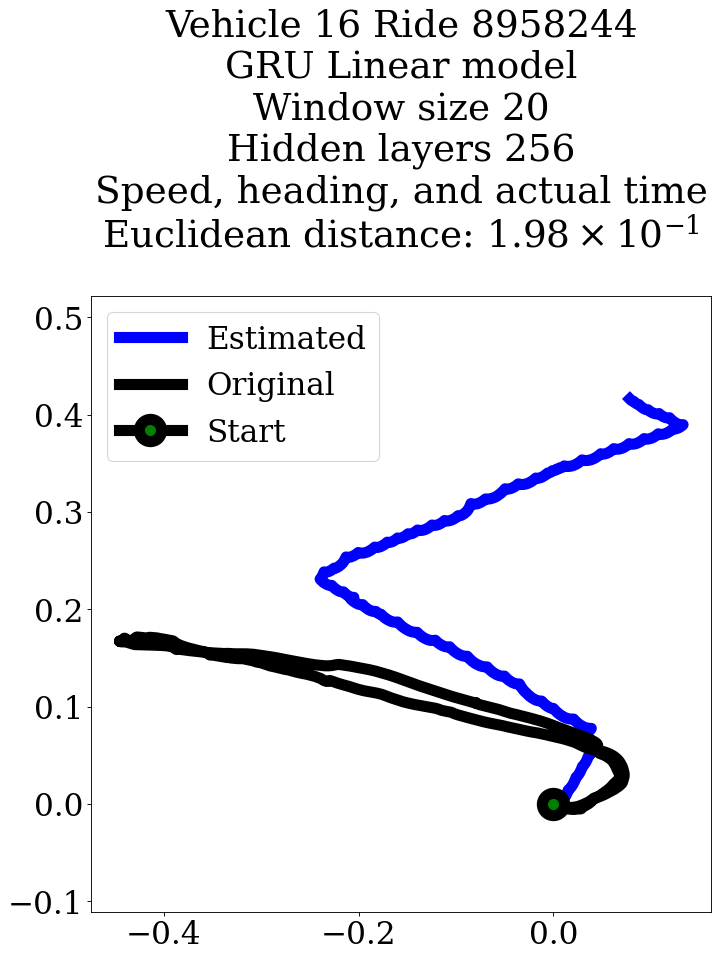 Vehicle 16 Ride 8958244
GRU Linear model
Window size 20
Hidden layers 256
Speed, heading, and actual time
Euclidean distance: 1.98 × 10⁻¹
Estimated
Original
Start
0.5
0.4
0.3
0.2
0.1
0.0
−0.1
−0.4
−0.2
0.0